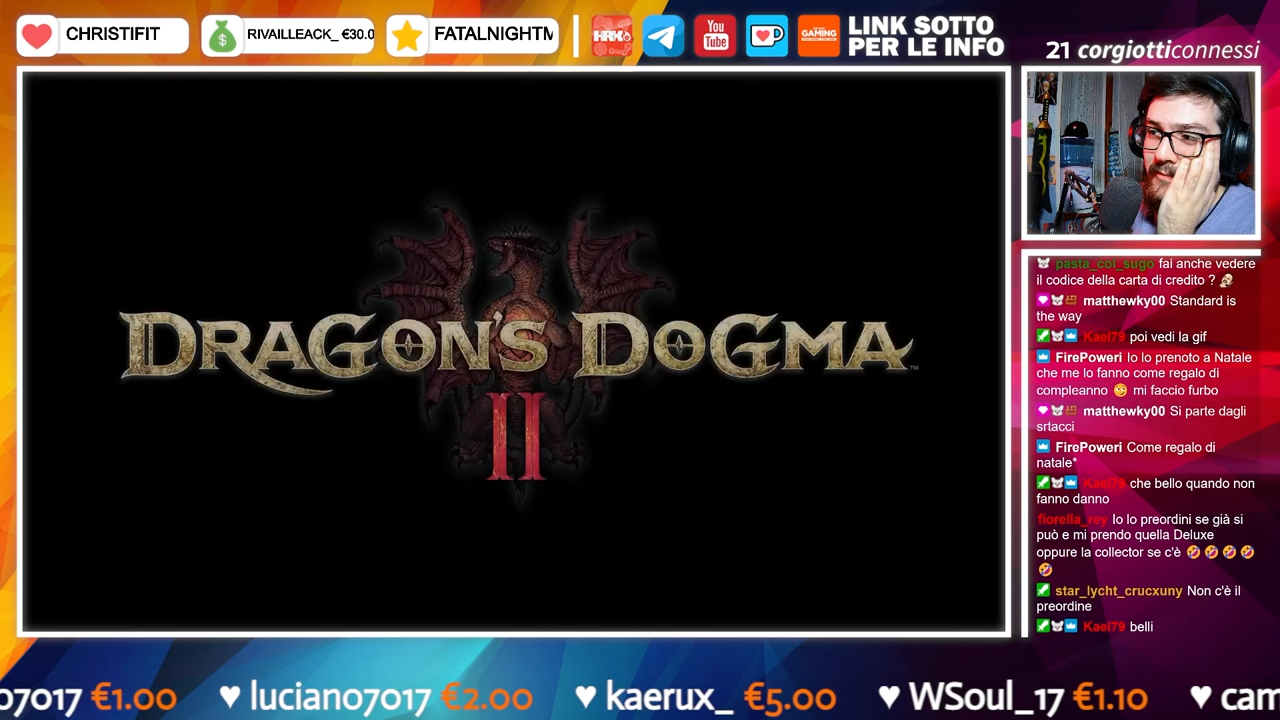 CHRISTIFIT
RIVAILLEACK_ €30.0
FATALNIGHTM
HRK
You
Tube
GAMING
LINK SOTTO
PER LE INFO
21 corgiotticonnessi
DRAGON'S DOGMA
II
pasta_col_sugo fai anche vedere
il codice della carta di credito ?
matthewky00 Standard is
the way
Kael79 poi vedi la gif
FirePoweri Io lo prenoto a Natale
che me lo fanno come regalo di
compleanno 😏 mi faccio furbo
matthewky00 Si parte dagli
srtacci
FirePoweri Come regalo di
natale*
Kael79 che bello quando non
fanno danno
fiorella_rey Io lo preordini se già si
può e mi prendo quella Deluxe
oppure la collector se c'è 🤣🤣🤣🤣
🤣
star_lycht_crucxuny Non c'è il
preordine
Kael79 belli
o7017 €1.00 ♥ luciano7017 €2.00 ♥ kaerux_ €5.00 ♥ WSoul_17 €1.10 ♥ cam